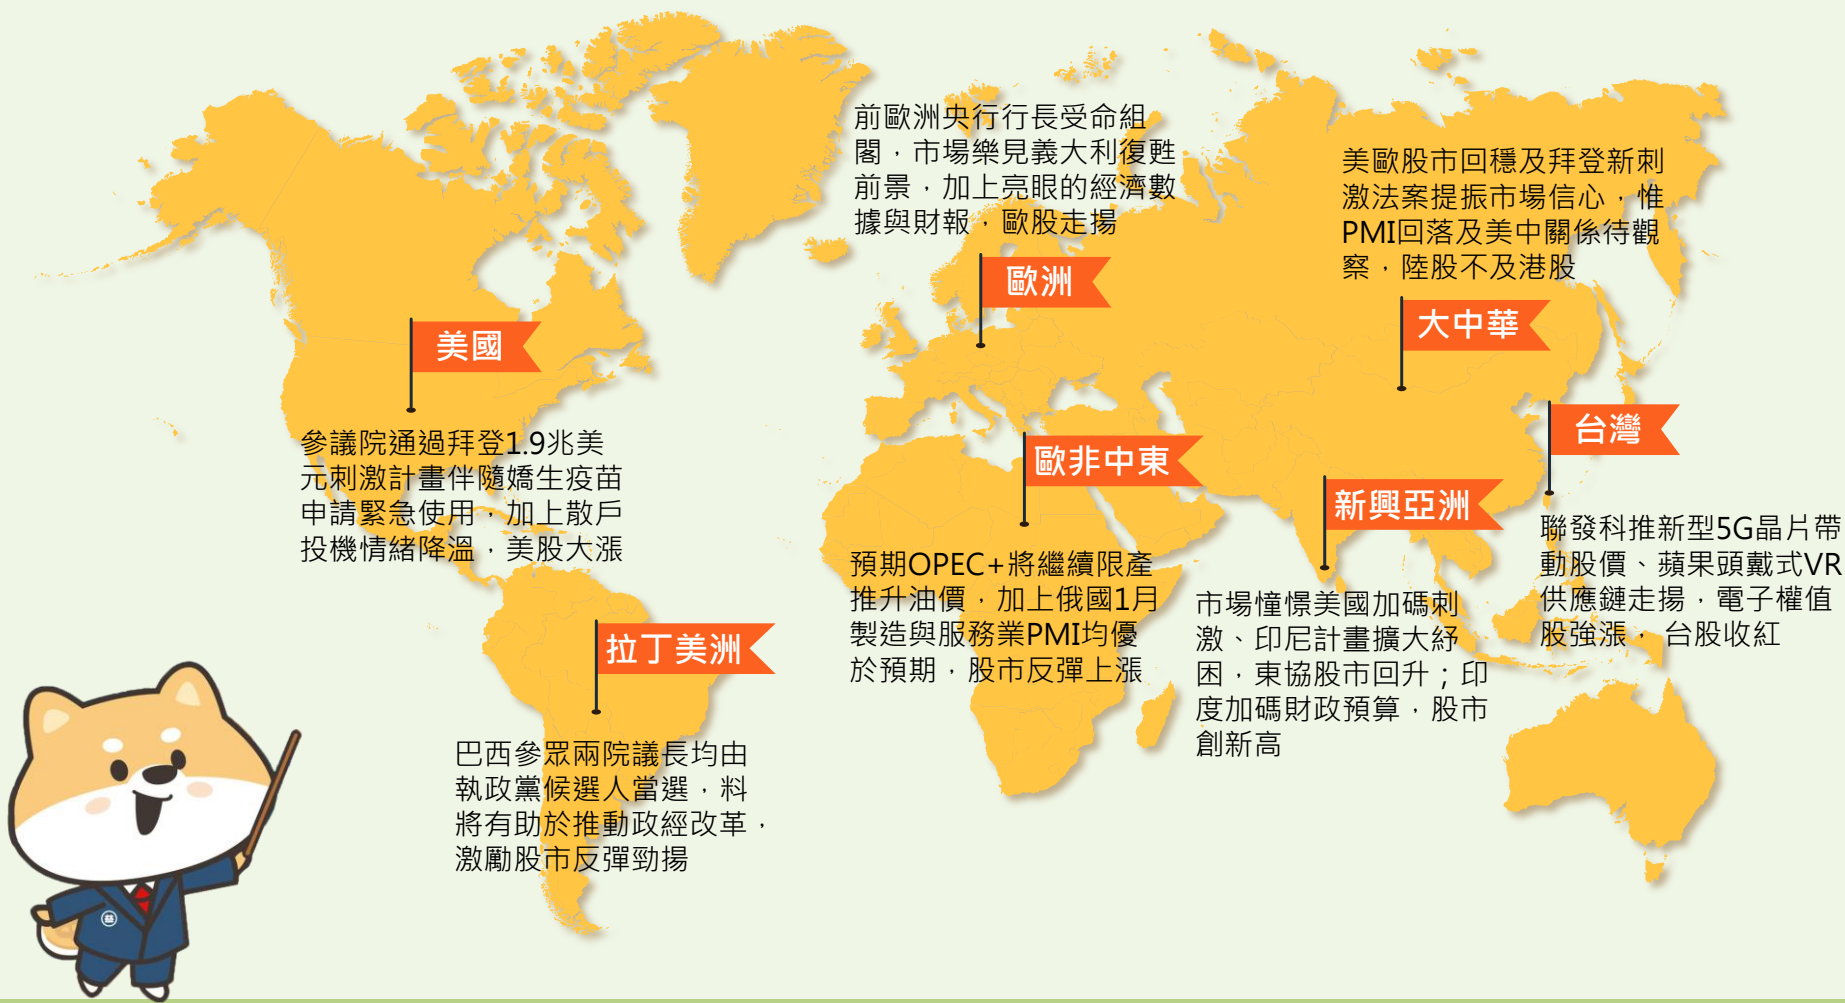 美國
參議院通過拜登1.9兆美
元刺激計畫伴隨嬌生疫苗
申請緊急使用，加上散戶
投機情緒降溫，美股大漲
拉丁美洲
巴西參眾兩院議長均由
執政黨候選人當選，料
將有助於推動政經改革，
激勵股市反彈勁揚
前歐洲央行行長受命組
閣，市場樂見義大利復甦
前景，加上亮眼的經濟數
據與財報，歐股走揚
歐洲
歐非中東
預期OPEC+將繼續限產
推升油價，加上俄國1月
製造與服務業PMI均優
於預期，股市反彈上漲
美歐股市回穩及拜登新刺
激法案提振市場信心，惟
PMI回落及美中關係待觀
察，陸股不及港股
大中華
新興亞洲
市場憧憬美國加碼刺
激、印尼計畫擴大紓
困，東協股市回升；印
度加碼財政預算，股市
創新高
台灣
聯發科推新型5G晶片帶
動股價、蘋果頭戴式VR
供應鏈走揚，電子權值
股強漲， 台股收紅